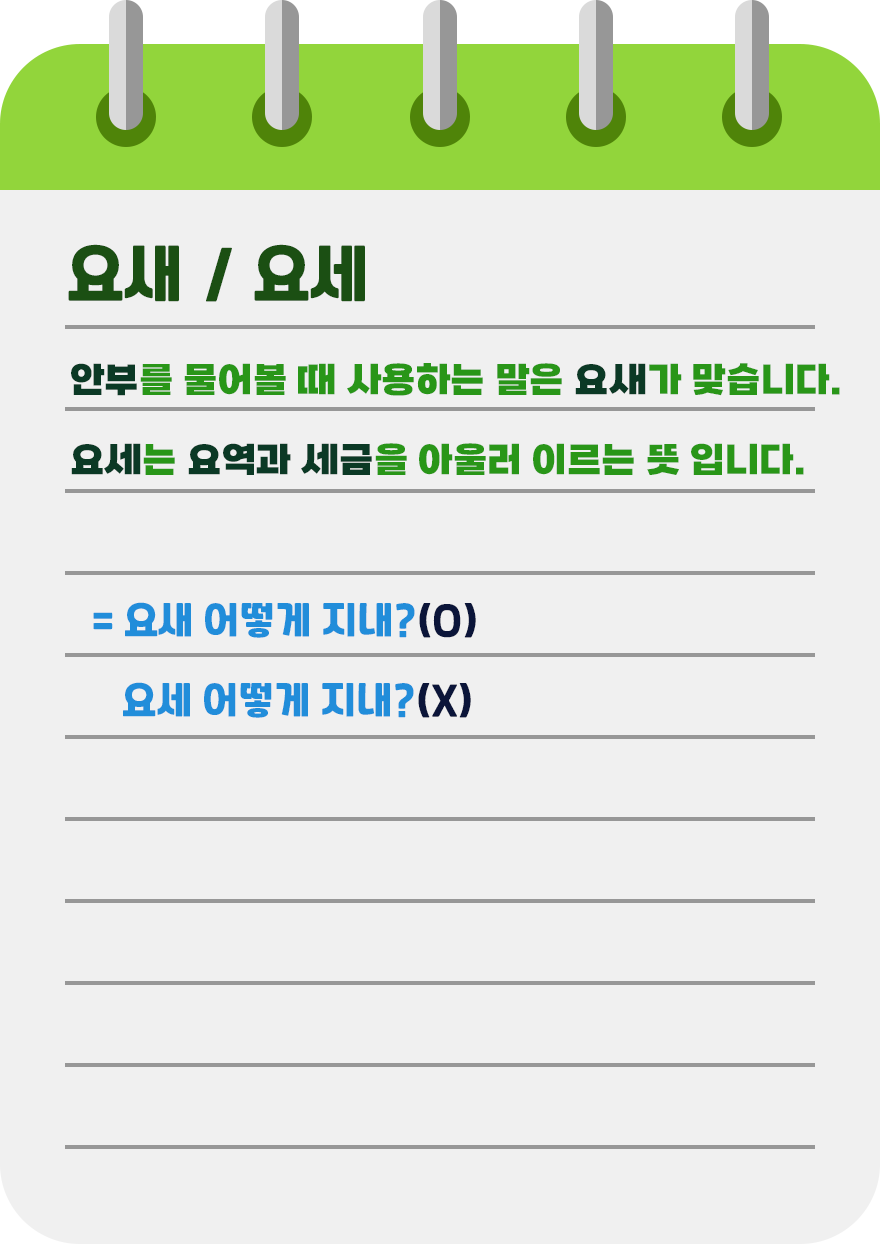 요새 / 요세
안부를 물어볼 때 사용하는 말은 요새가 맞습니다.
요세는 요역과 세금을 아울러 이르는 뜻 입니다.
= 요새 어떻게 지내?(O)
요세 어떻게 지내?(X)